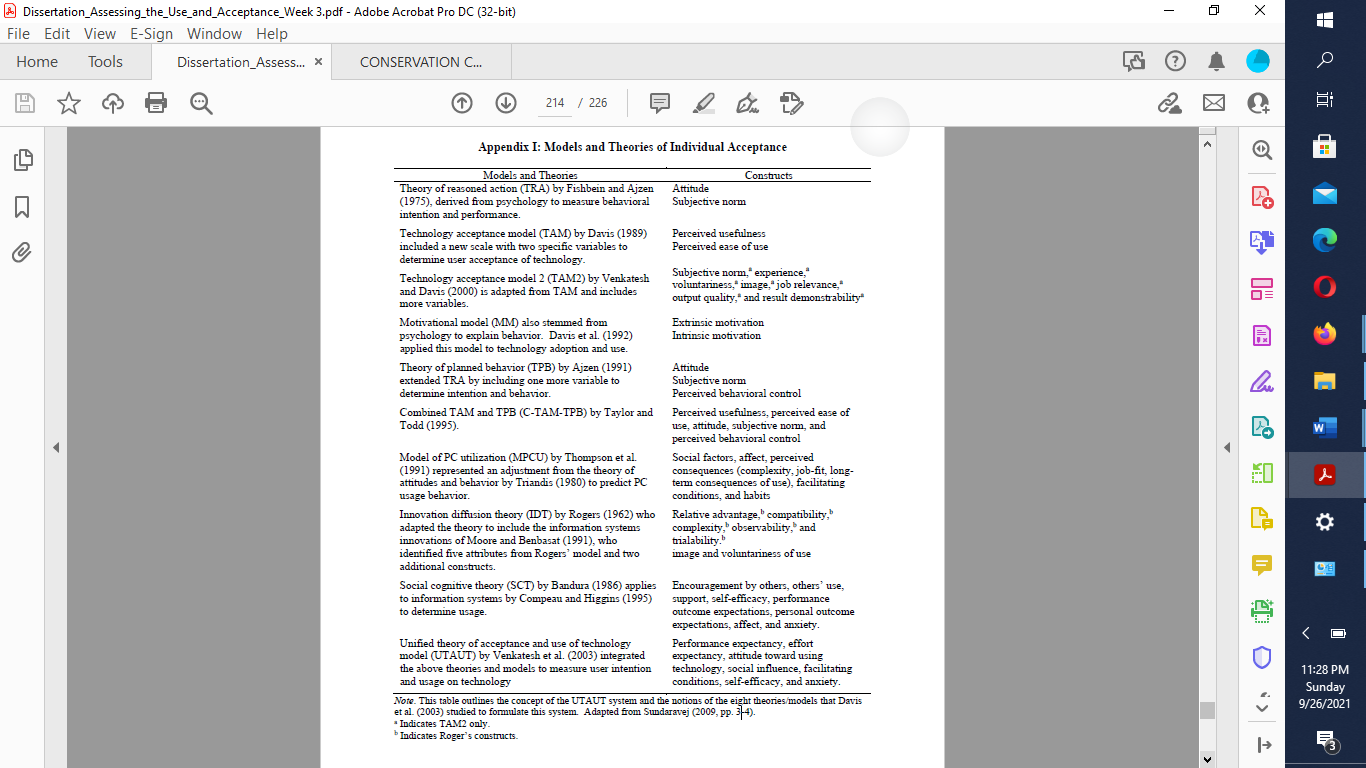 Dissertation_Assessing_the_Use_and_Acceptance_Week 3.pdf - Adobe Acrobat Pro DC (32-bit)
File Edit View E-Sign Window Help
Home Tools Dissertation_Assess... × CONSERVATION C...
214 / 226
Appendix I: Models and Theories of Individual Acceptance
Models and Theories Constructs
Theory of reasoned action (TRA) by Fishbein and Ajzen
(1975), derived from psychology to measure behavioral
intention and performance.
Attitude
Subjective norm
Technology acceptance model (TAM) by Davis (1989)
included a new scale with two specific variables to
determine user acceptance of technology.
Perceived usefulness
Perceived ease of use
Technology acceptance model 2 (TAM2) by Venkatesh
and Davis (2000) is adapted from TAM and includes
more variables.
Subjective norm,ᵃ experience,ᵃ
voluntariness,ᵃ image,ᵃ job relevance,ᵃ
output quality,ᵃ and result demonstrabilityᵃ
Motivational model (MM) also stemmed from
psychology to explain behavior. Davis et al. (1992)
applied this model to technology adoption and use.
Extrinsic motivation
Intrinsic motivation
Theory of planned behavior (TPB) by Ajzen (1991)
extended TRA by including one more variable to
determine intention and behavior.
Attitude
Subjective norm
Perceived behavioral control
Combined TAM and TPB (C-TAM-TPB) by Taylor and
Todd (1995).
Perceived usefulness, perceived ease of
use, attitude, subjective norm, and
perceived behavioral control
Model of PC utilization (MPCU) by Thompson et al.
(1991) represented an adjustment from the theory of
attitudes and behavior by Triandis (1980) to predict PC
usage behavior.
Social factors, affect, perceived
consequences (complexity, job-fit, long-
term consequences of use), facilitating
conditions, and habits
Innovation diffusion theory (IDT) by Rogers (1962) who
adapted the theory to include the information systems
innovations of Moore and Benbasat (1991), who
identified five attributes from Rogers' model and two
additional constructs.
Relative advantage,ᵇ compatibility,ᵇ
complexity,ᵇ observability,ᵇ and
trialability.ᵇ
image and voluntariness of use
Social cognitive theory (SCT) by Bandura (1986) applies
to information systems by Compeau and Higgins (1995)
to determine usage.
Encouragement by others, others' use,
support, self-efficacy, performance
outcome expectations, personal outcome
expectations, affect, and anxiety.
Unified theory of acceptance and use of technology
model (UTAUT) by Venkatesh et al. (2003) integrated
the above theories and models to measure user intention
and usage on technology
Performance expectancy, effort
expectancy, attitude toward using
technology, social influence, facilitating
conditions, self-efficacy, and anxiety.
Note. This table outlines the concept of the UTAUT system and the notions of the eight theories/models that Davis
et al. (2003) studied to formulate this system. Adapted from Sundaravej (2009, pp. 3-4).
ᵃ Indicates TAM2 only.
ᵇ Indicates Roger's constructs.
11:28 PM
Sunday
9/26/2021
3